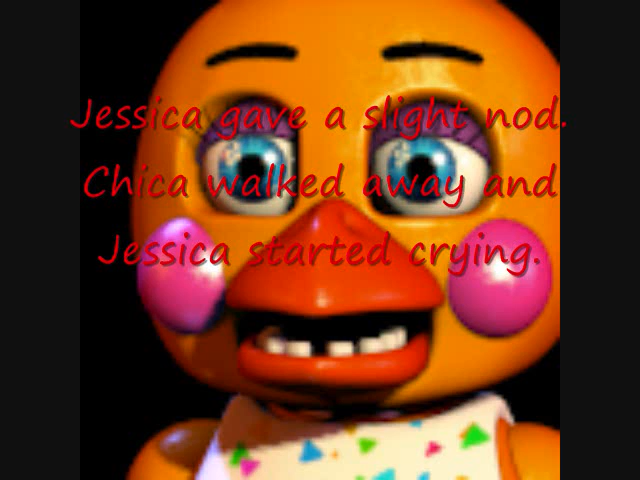 Jessica gave a slight nod.
Chica walked away and
Jessica started crying.